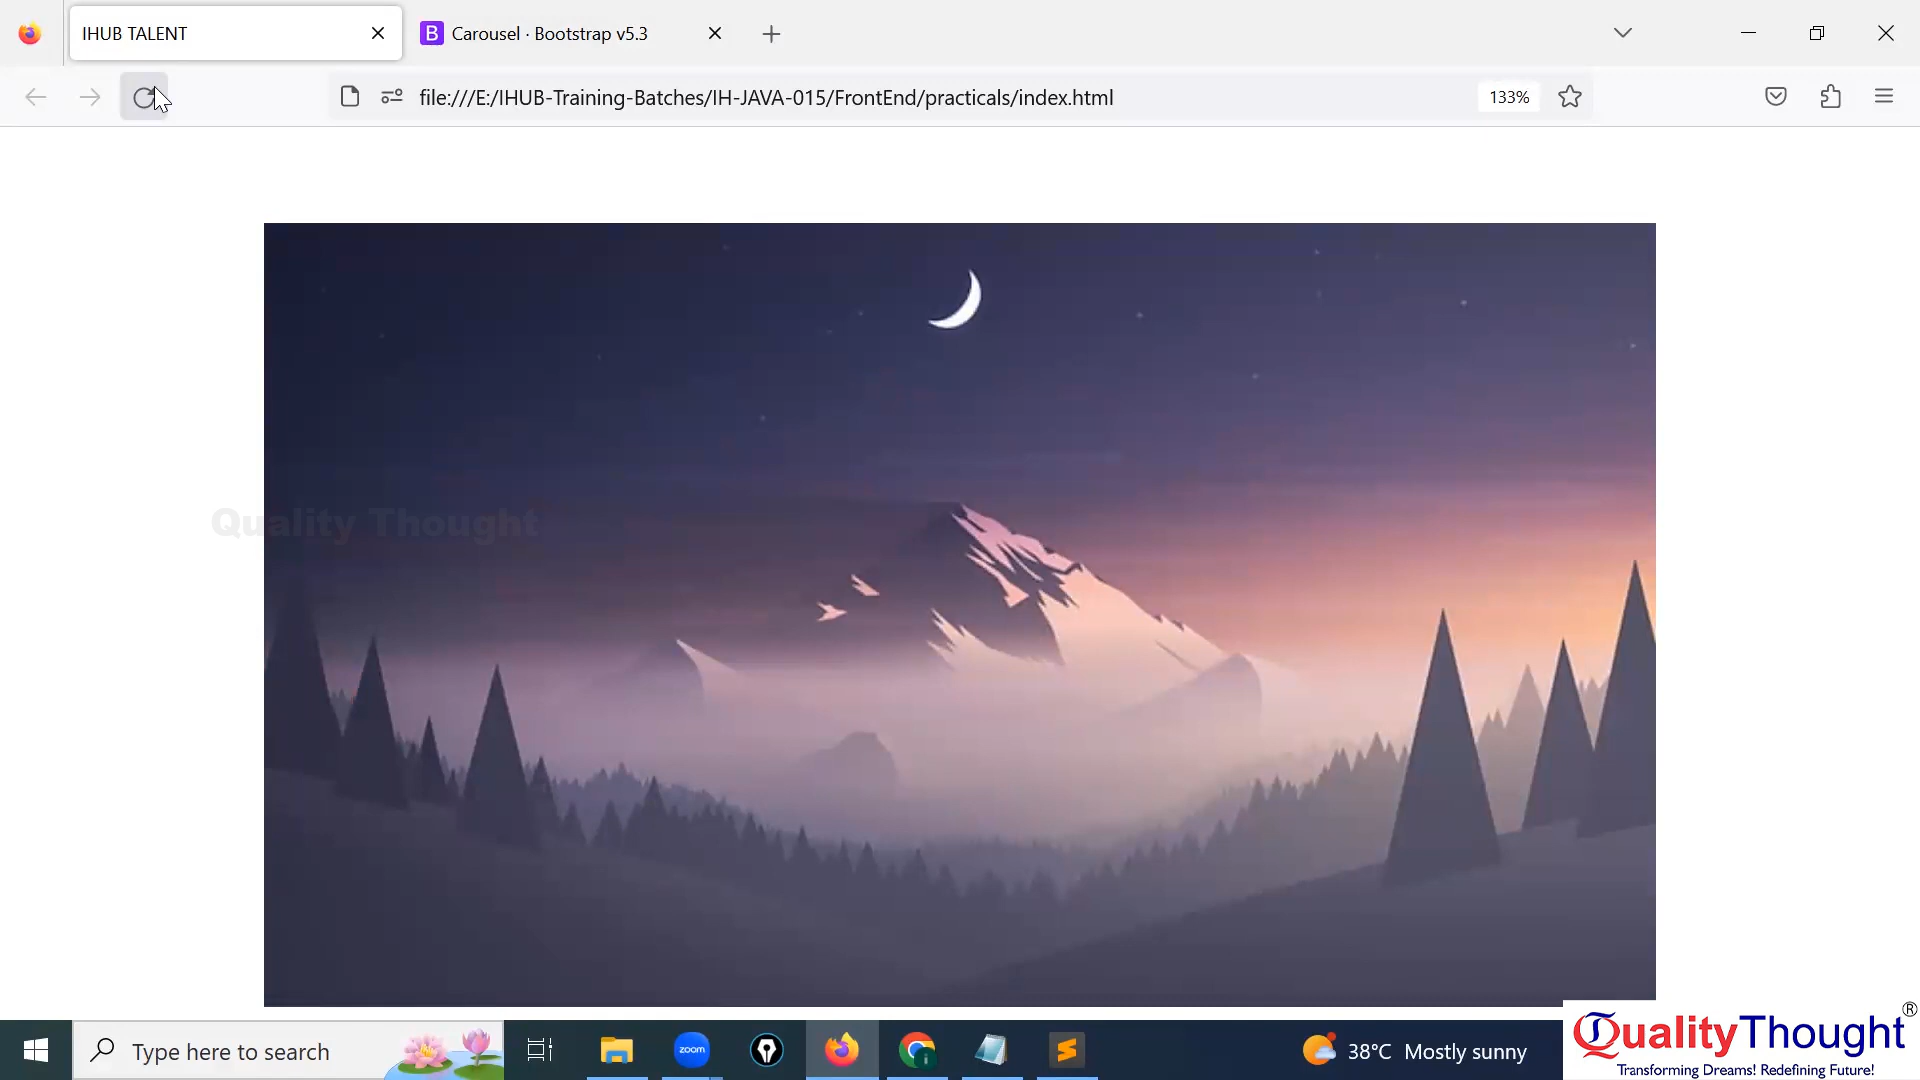 IHUB TALENT
Carousel · Bootstrap v5.3
file:///E:/IHUB-Training-Batches/IH-JAVA-015/FrontEnd/practicals/index.html
133%
Quality Thought
Type here to search
zoom
38°C Mostly sunny
QualityThought®
Transforming Dreams! Redefining Future!